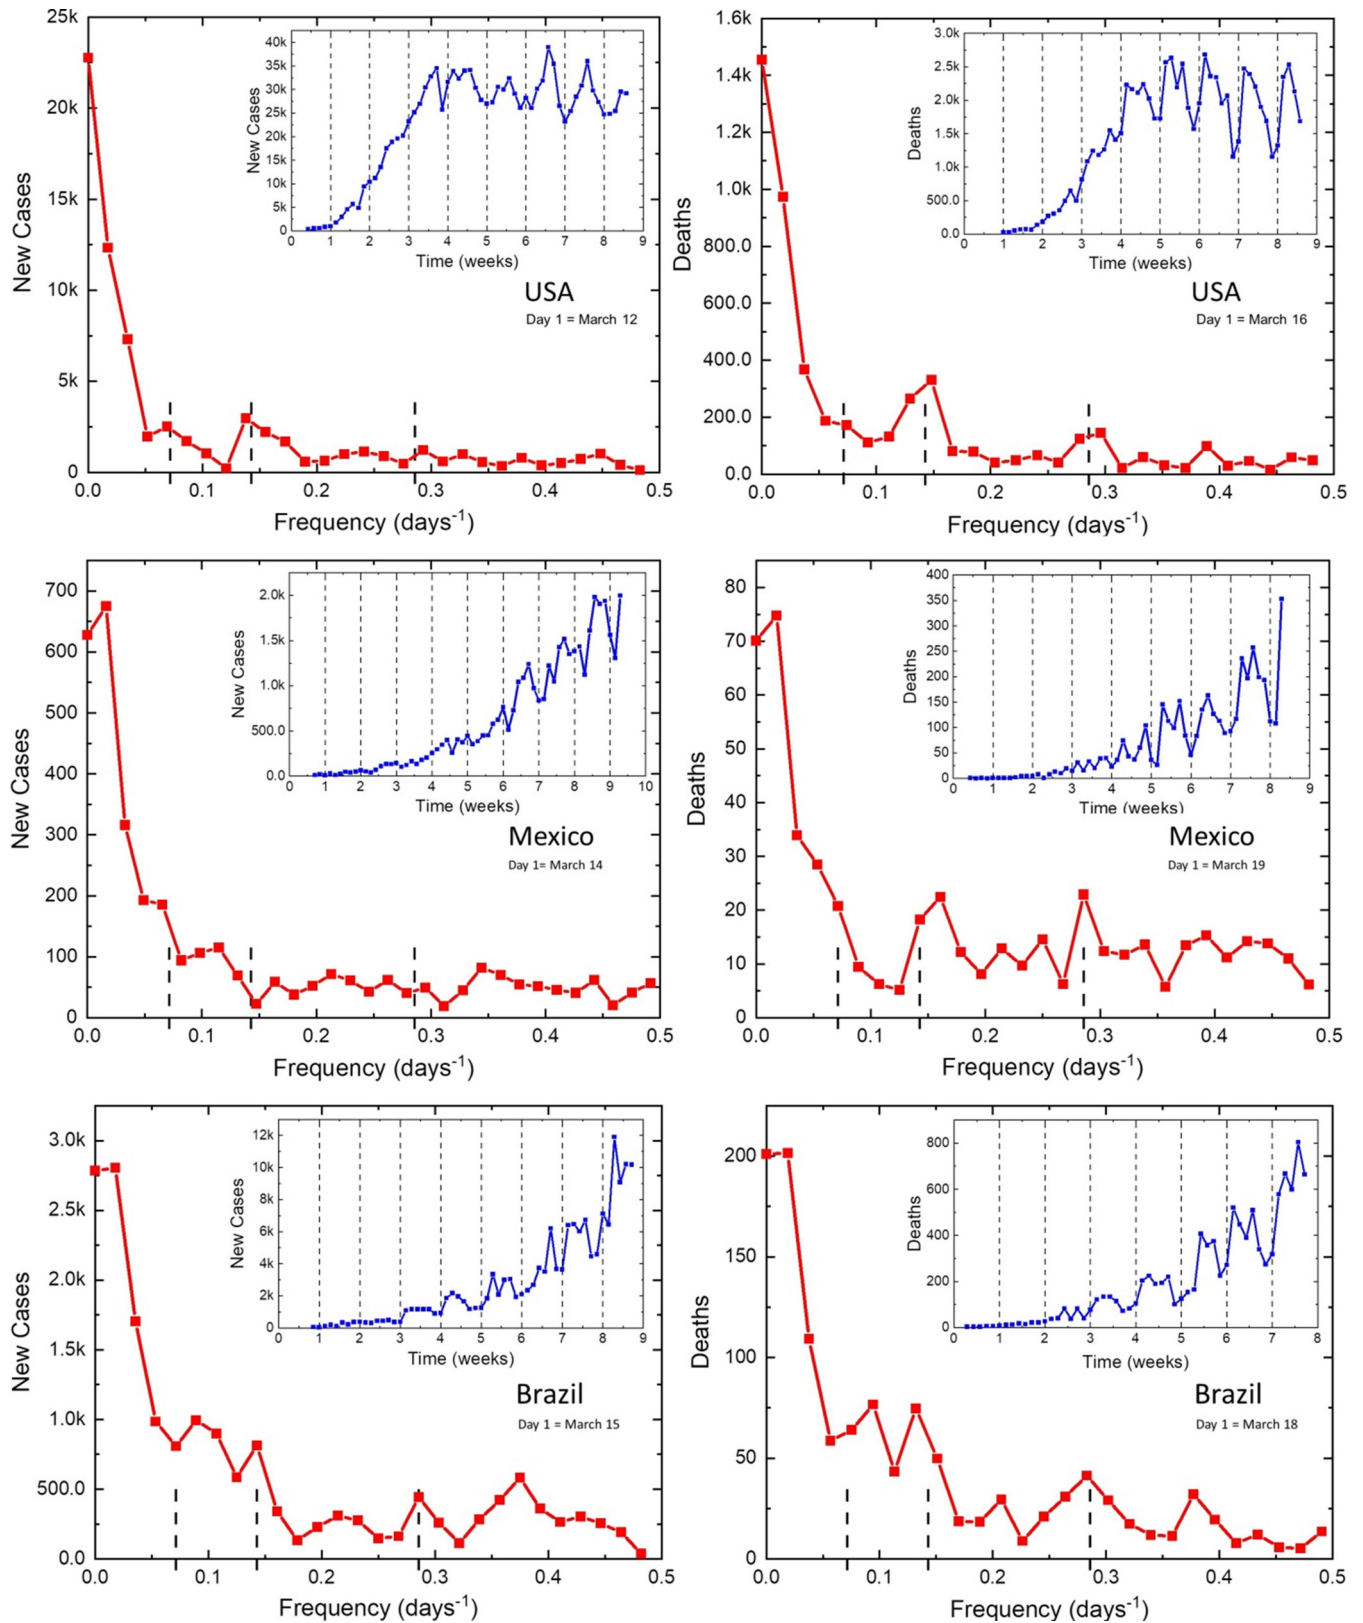 25k
20k
15k
10k
5k
0
New Cases
0.0 0.1 0.2 0.3 0.4 0.5
Frequency (days-1)
40k
35k
30k
25k
20k
15k
10k
5k
0
New Cases
0 1 2 3 4 5 6 7 8 9
Time (weeks)
USA
Day 1 = March 12
1.6k
1.4k
1.2k
1.0k
800.0
600.0
400.0
200.0
0.0
Deaths
0.0 0.1 0.2 0.3 0.4 0.5
Frequency (days-1)
3.0k
2.5k
2.0k
1.5k
1.0k
500.0
0.0
Deaths
0 1 2 3 4 5 6 7 8
Time (weeks)
USA
Day 1 = March 16
700
600
500
400
300
200
100
0
New Cases
0.0 0.1 0.2 0.3 0.4 0.5
Frequency (days-1)
2.0k
1.5k
1.0k
500.0
0.0
New Cases
0 1 2 3 4 5 6 7 8 9 10
Time (weeks)
Mexico
Day 1= March 14
80
70
60
50
40
30
20
10
0
Deaths
0.0 0.1 0.2 0.3 0.4 0.5
Frequency (days-1)
400
350
300
250
200
150
100
50
0
Deaths
0 1 2 3 4 5 6 7 8 9
Time (weeks)
Mexico
Day 1 = March 19
3.0k
2.5k
2.0k
1.5k
1.0k
500.0
0.0
New Cases
0.0 0.1 0.2 0.3 0.4 0.5
Frequency (days-1)
12k
10k
8k
6k
4k
2k
0
New Cases
0 1 2 3 4 5 6 7 8 9
Time (weeks)
Brazil
Day 1 = March 15
200
150
100
50
0
Deaths
0.0 0.1 0.2 0.3 0.4 0.5
Frequency (days-1)
800
600
400
200
0
Deaths
0 1 2 3 4 5 6 7 8
Time (weeks)
Brazil
Day 1 = March 18